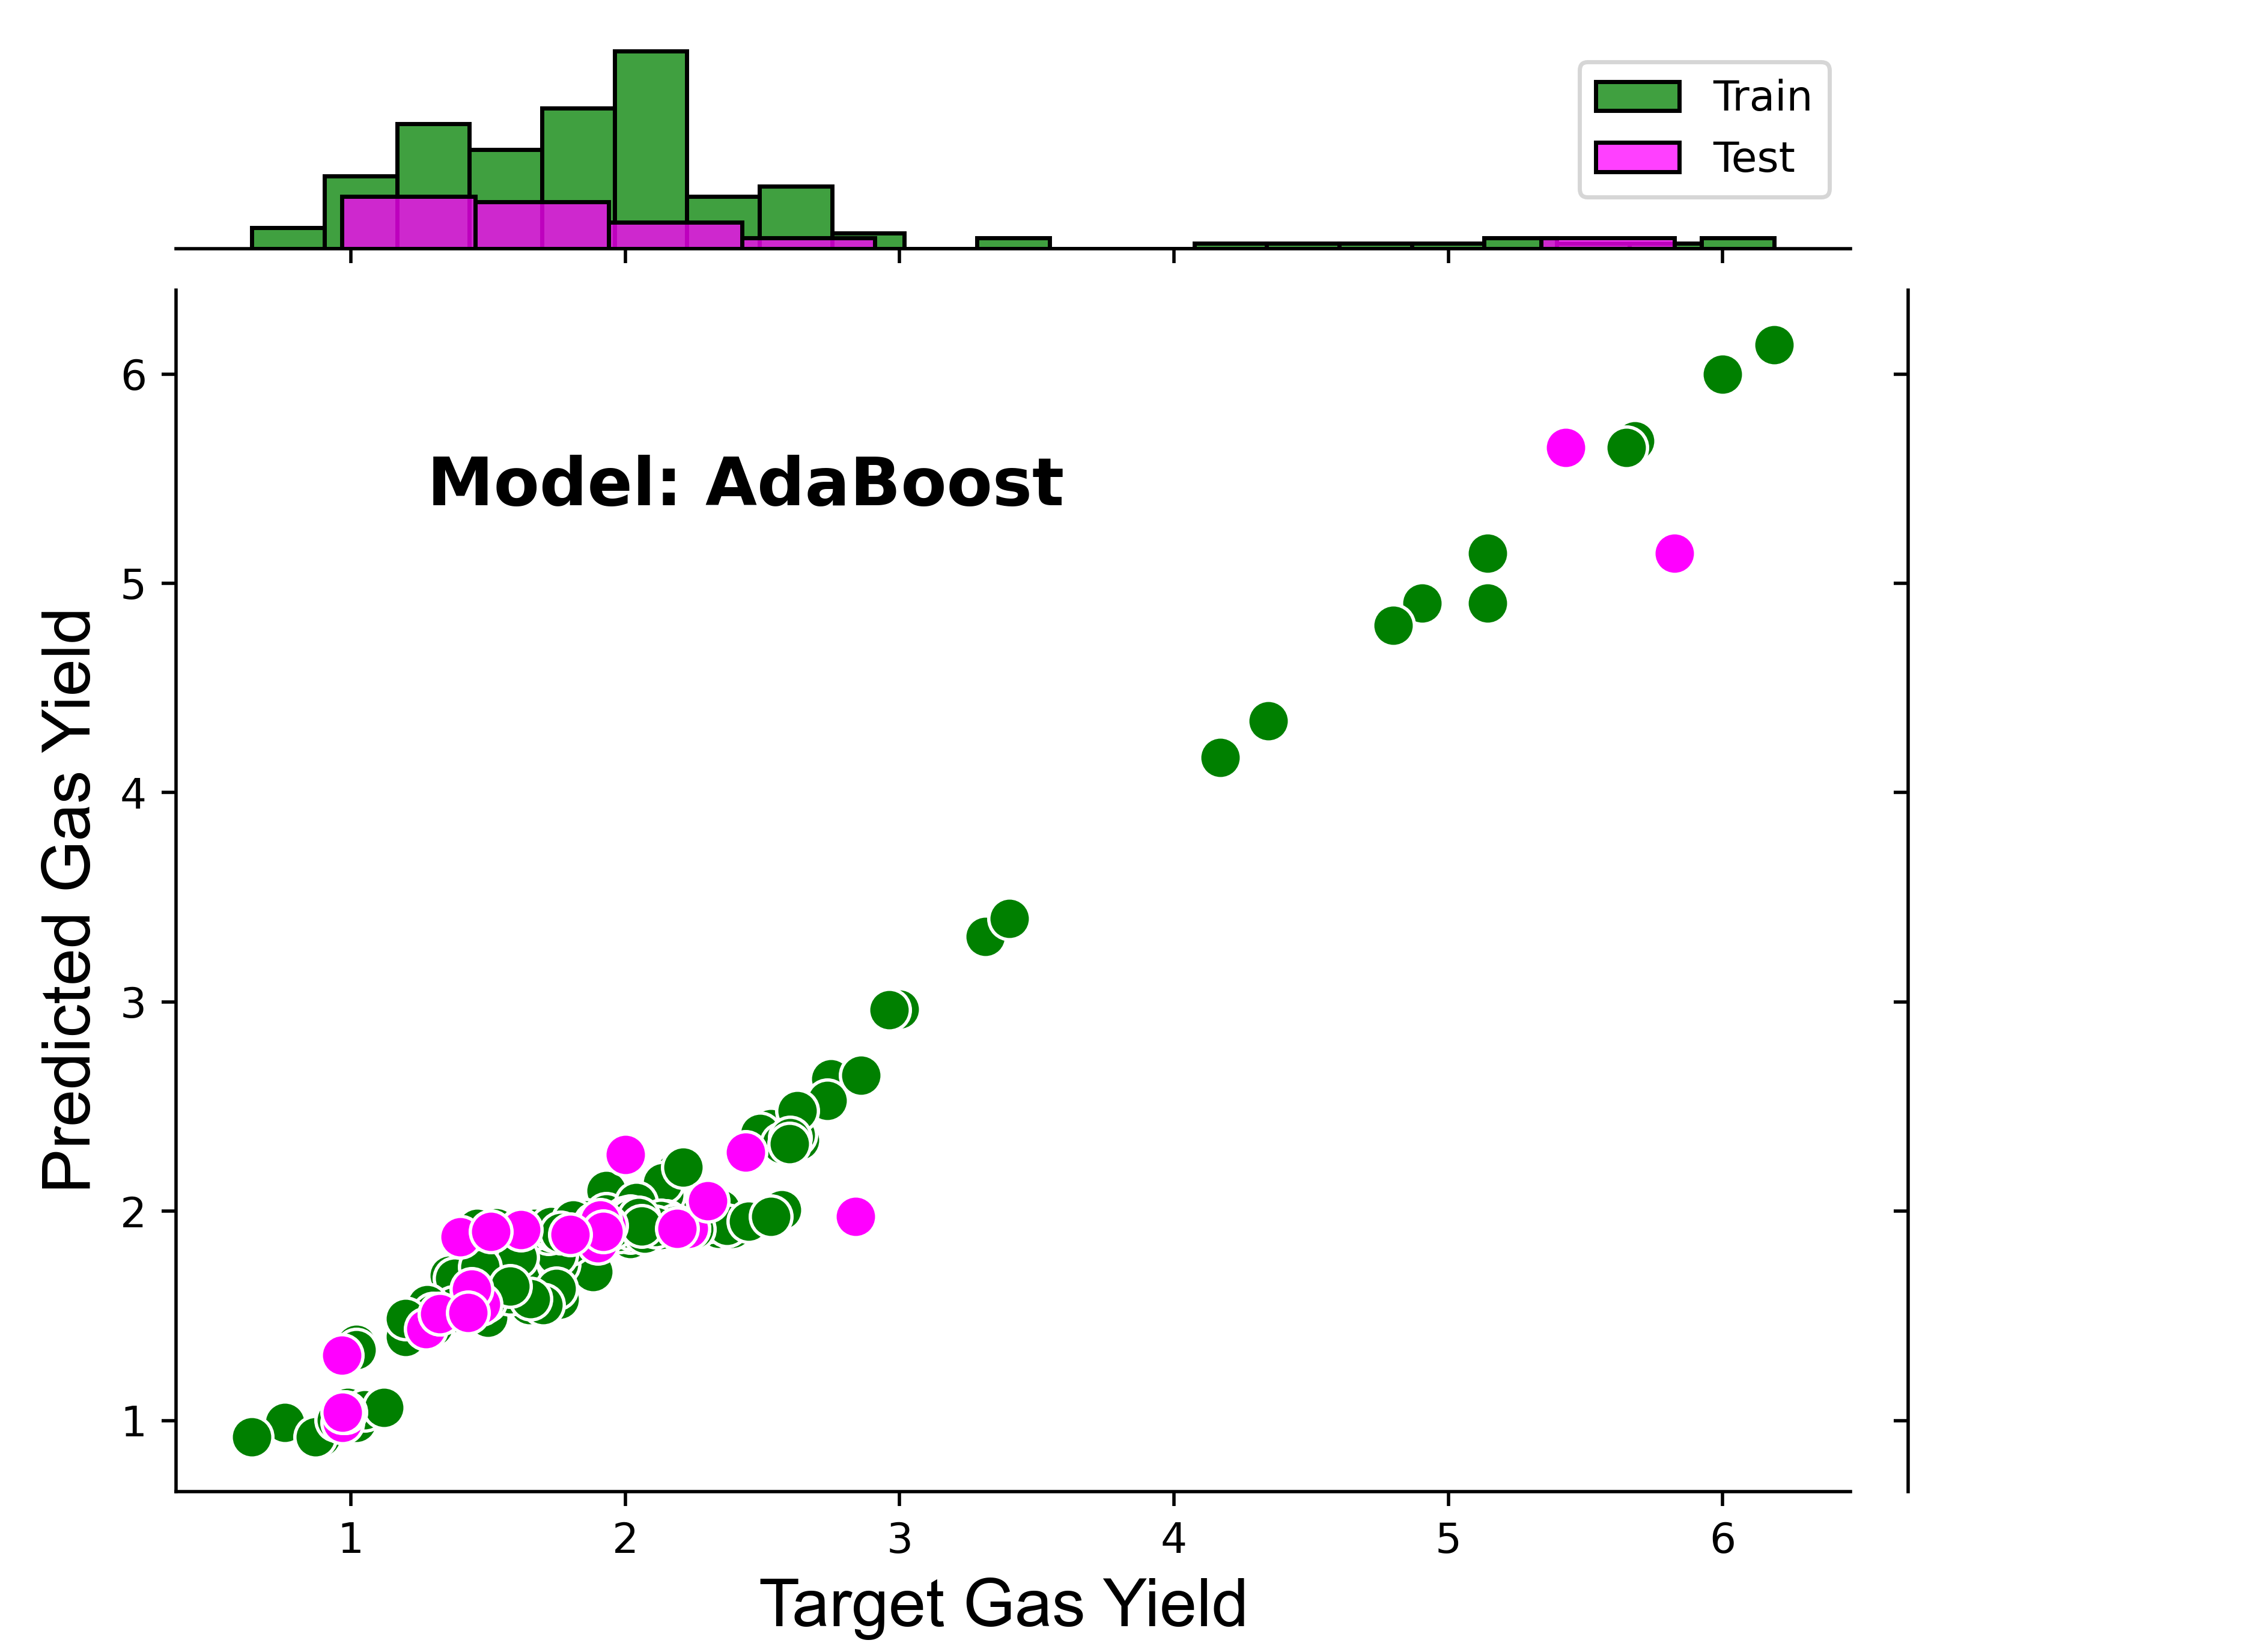 Train
Test
Model: AdaBoost
Predicted Gas Yield
6
5
4
3
2
1
1 2 3 4 5 6
Target Gas Yield